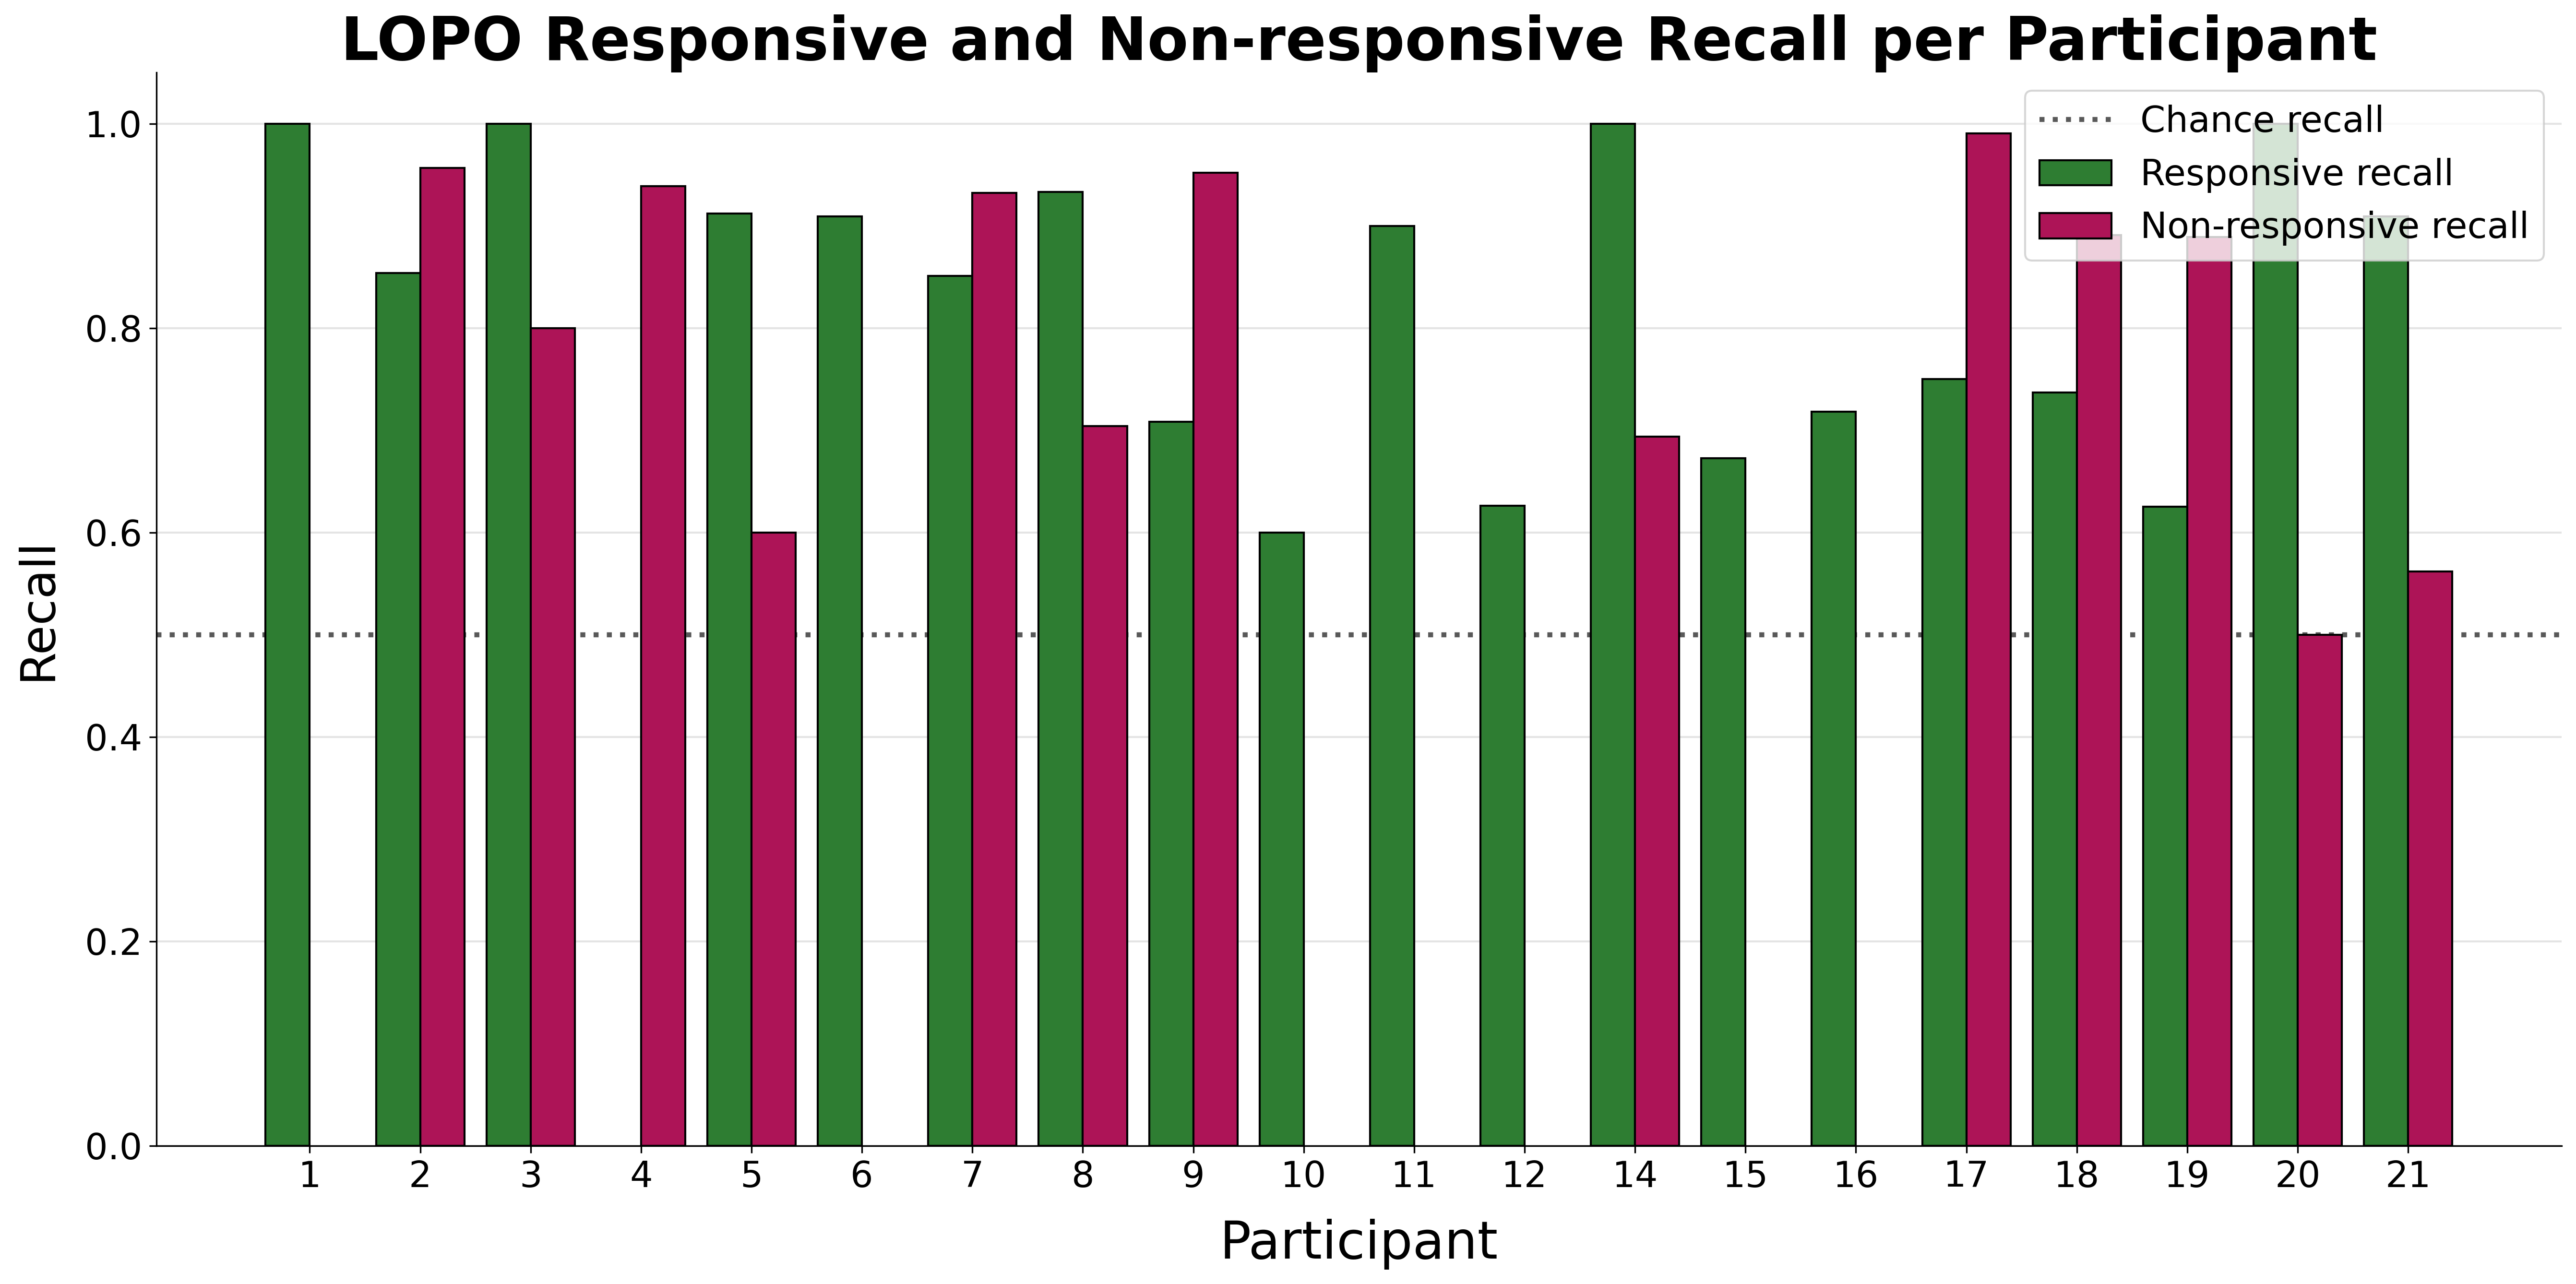 LOPO Responsive and Non-responsive Recall per Participant
Chance recall
Responsive recall
Non-responsive recall
Recall
1.0
0.8
0.6
0.4
0.2
0.0
1 2 3 4 5 6 7 8 9 10 11 12 14 15 16 17 18 19 20 21
Participant